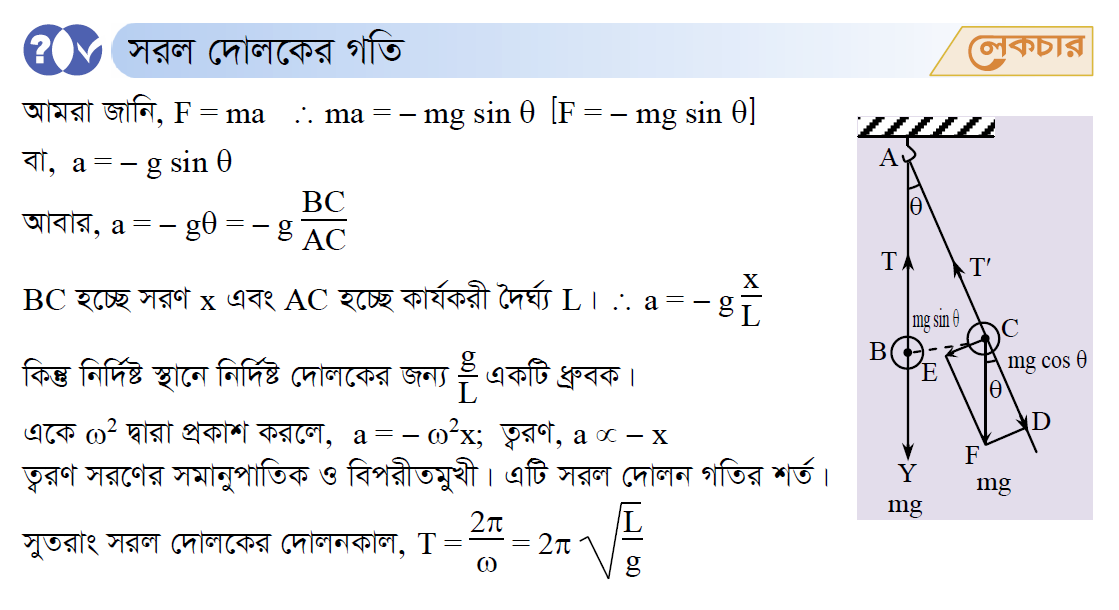 সরল দোলকের গতি
লেকচার
আমরা জানি, F = ma ∴ ma = – mg sin θ [F = – mg sin θ]
বা, a = – g sin θ
আবার, a = – gθ = – g BC/AC
BC হচ্ছে সরণ x এবং AC হচ্ছে কার্যকরী দৈর্ঘ্য L। ∴ a = – g x/L
কিন্তু নির্দিষ্ট স্থানে নির্দিষ্ট দোলকের জন্য g/L একটি ধ্রুবক।
একে ω² দ্বারা প্রকাশ করলে, a = – ω²x; ত্বরণ, a ∝ – x
ত্বরণ সরণের সমানুপাতিক ও বিপরীতমুখী। এটি সরল দোলন গতির শর্ত।
সুতরাং সরল দোলকের দোলনকাল, T = 2π/ω = 2π √(L/g)
A
θ
T
T′
mg sin θ
C
B
E
mg cos θ
θ
D
F
Y
mg
mg